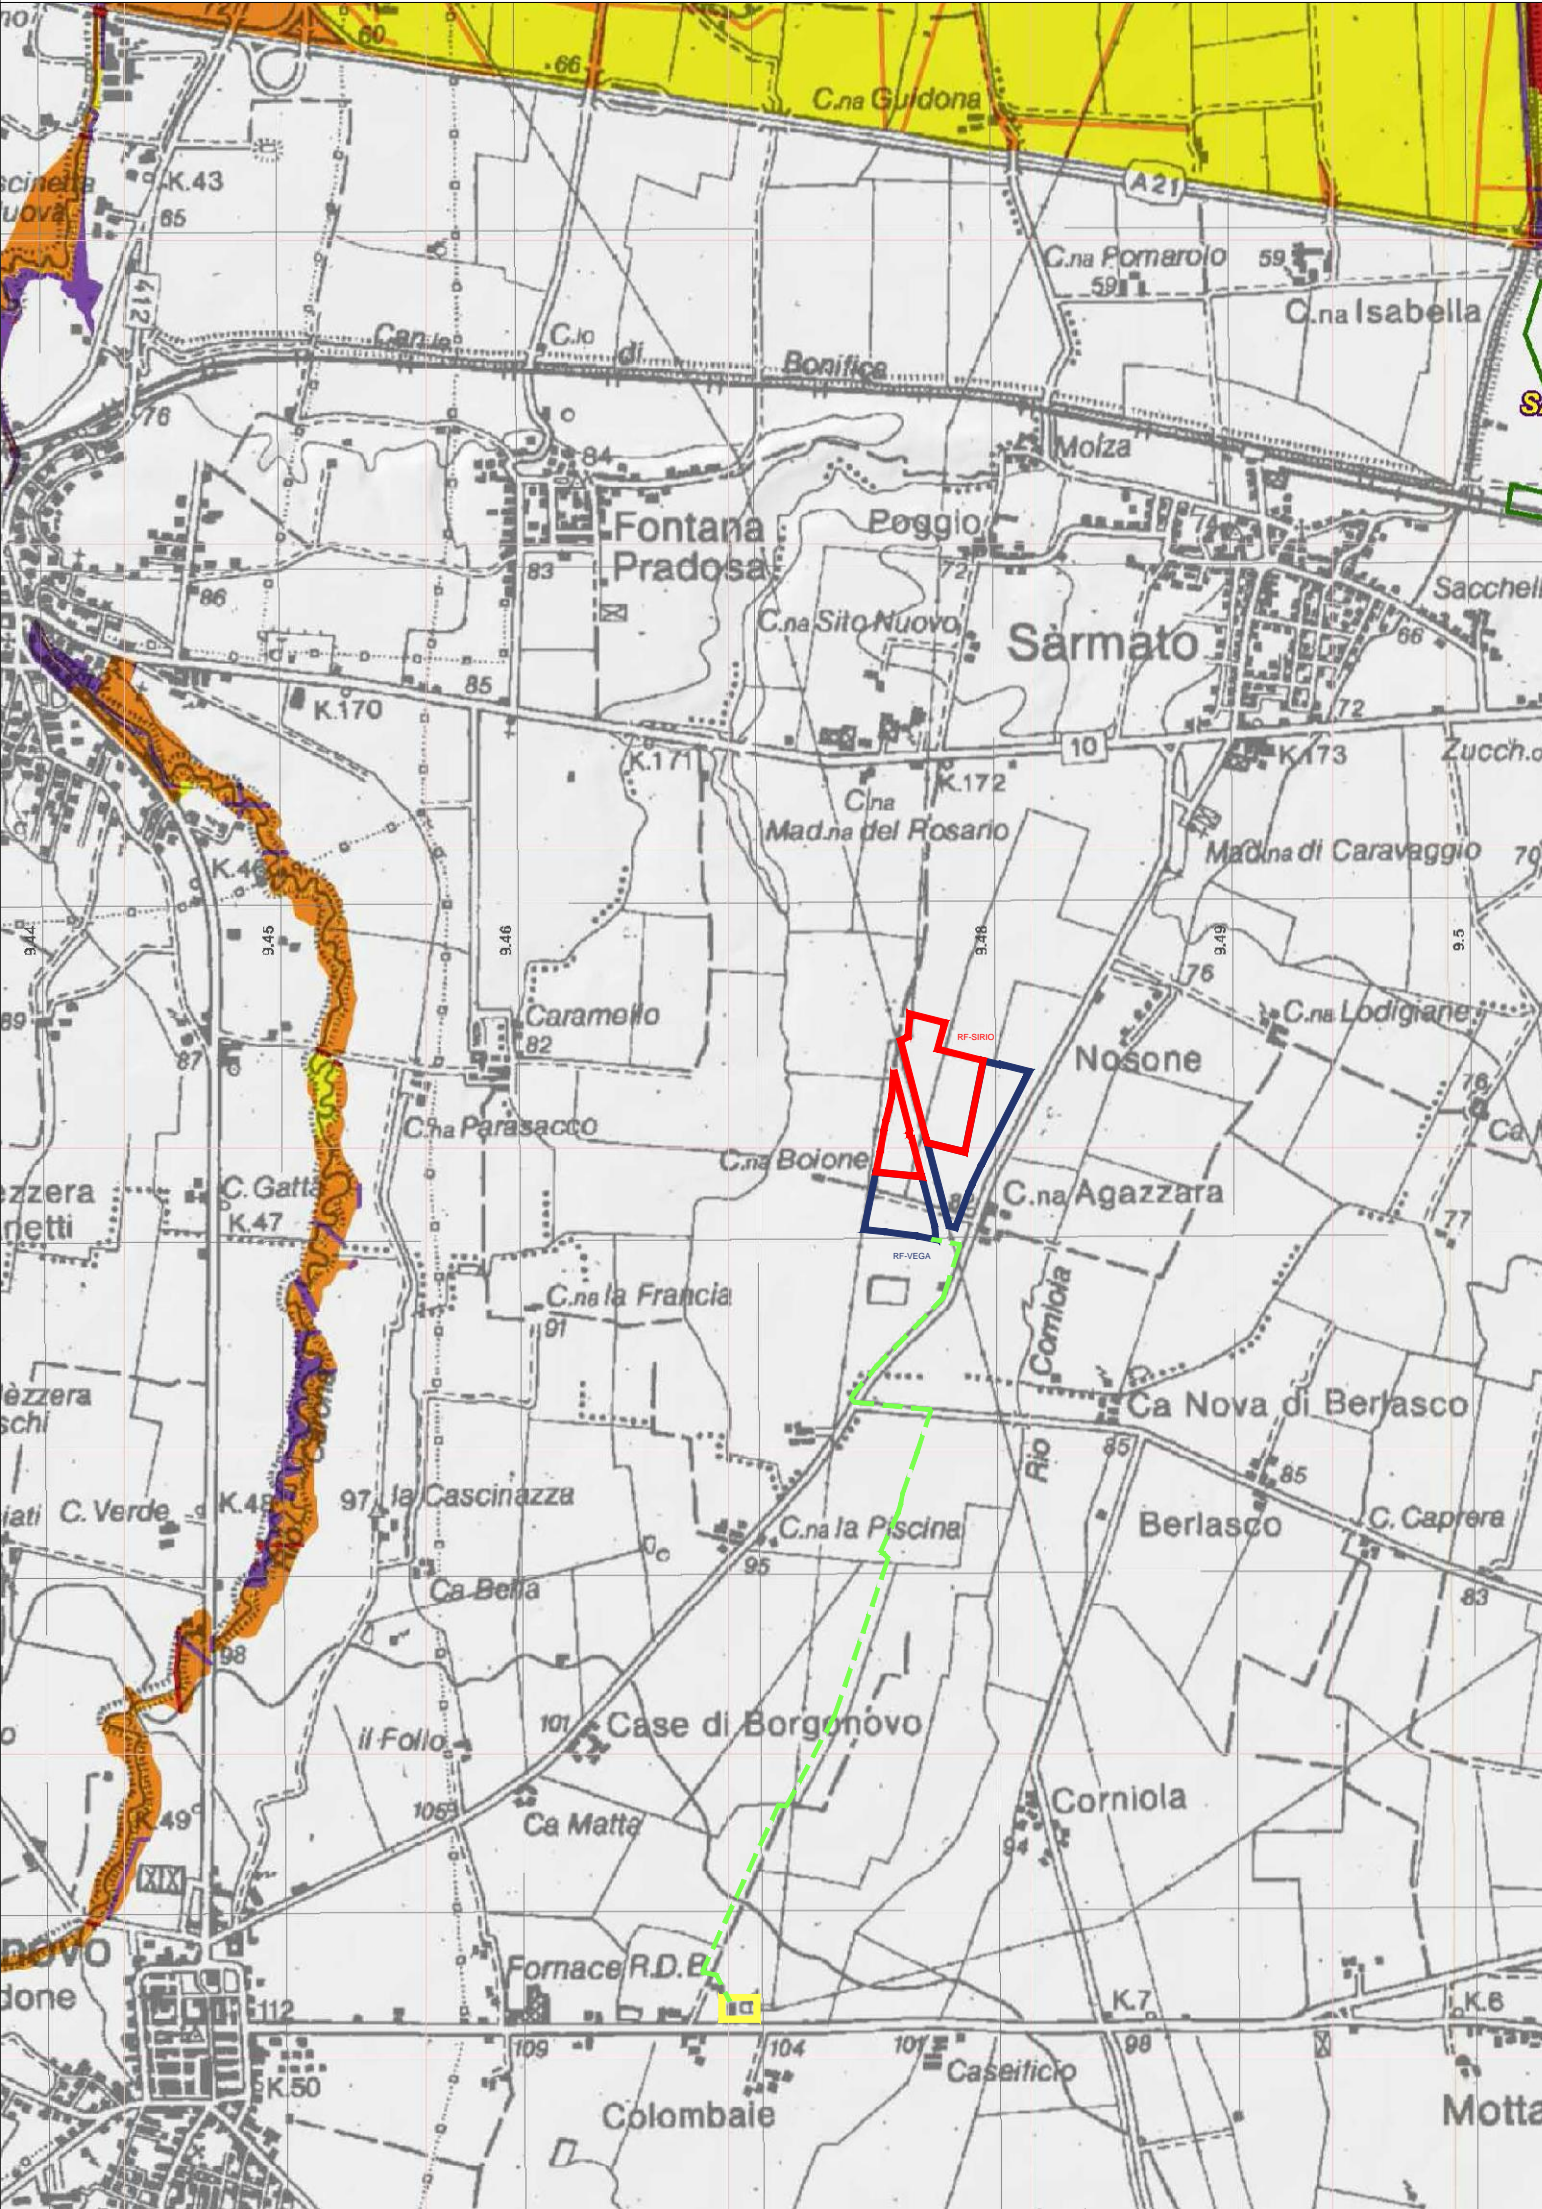 72
60
66
C.na Guidona
A21
K.43
65
C.na Pomarolo
59
59
412
C.na Isabella
Can.le
C.lo
di
Bonifica
76
84
Molza
Fontana
Pradosa
Poggio
74
83
72
86
C.na Sito Nuovo
Sàrmato
66
85
K.170
72
10
K.171
K.172
K.173
C.na
Mad.na del Rosario
Mad.na di Caravaggio
70
K.46
9.44
9.45
9.46
9.48
9.49
9.5
76
Caramello
C.na Lodigiane
89
82
RF-SIRIO
Nosone
87
76
C.na Parasacco
C.na Boione
C.Gatta
C.na Agazzara
K.47
77
RF-VEGA
C.na la Francia
91
Corniola
Ca Nova di Berlasco
85
Rio
85
97
la Cascinazza
K.48
C. Verde
C.na la Piscina
Berlasco
C. Caprera
95
Ca Bella
83
98
101
Case di Borgonovo
il Follo
105
Corniola
Ca Matta
K.49
94
XIX
Fornace R.D.B.
112
K.7
K.6
109
104
101
98
Caseificio
K.50
Colombaie
Motta